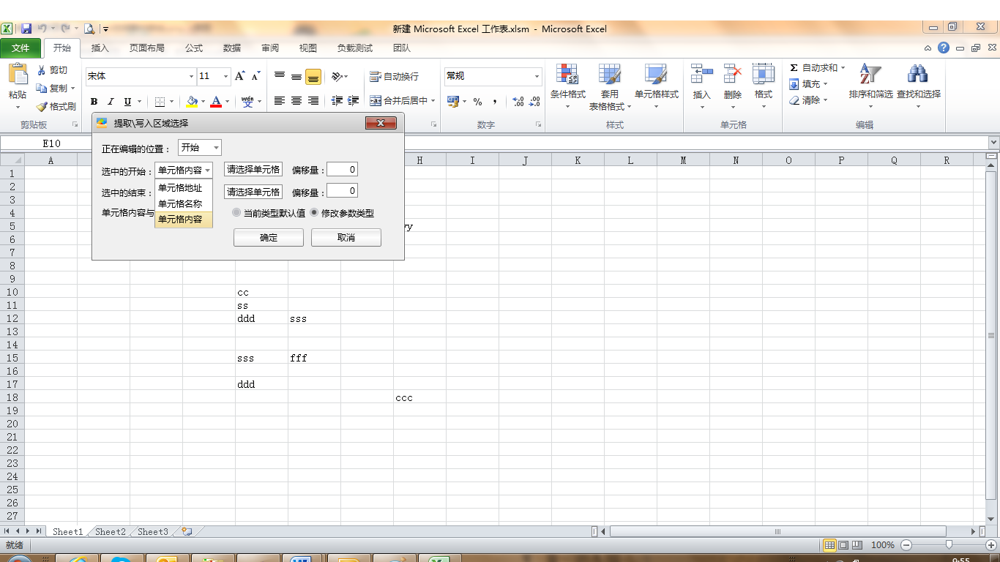 新建 Microsoft Excel 工作表.xlsm - Microsoft Excel
文件 开始 插入 页面布局 公式 数据 审阅 视图 负载测试 团队
粘贴 剪切 复制 格式刷
宋体 11
B I U A 变
自动换行
合并后居中
常规
% ,
条件格式 套用表格格式 单元格样式
插入 删除 格式
Σ 自动求和 填充 清除
排序和筛选 查找和选择
剪贴板 数字 样式 单元格 编辑
提取\写入区域选择
正在编辑的位置： 开始
选中的开始： 单元格内容 请选择单元格 偏移量： 0
单元格地址
选中的结束： 请选择单元格 偏移量： 0
单元格名称
单元格内容与 当前类型默认值 修改参数类型
单元格内容
确定 取消
E10
A H I J K L M N O P Q R
1
2
3
4
5 yy
6
7
8
9
10 cc
11 ss
12 ddd sss
13
14
15 sss fff
16
17 ddd
18 ccc
19
20
21
22
23
24
25
26
27
Sheet1 Sheet2 Sheet3
就绪 100%
9:55